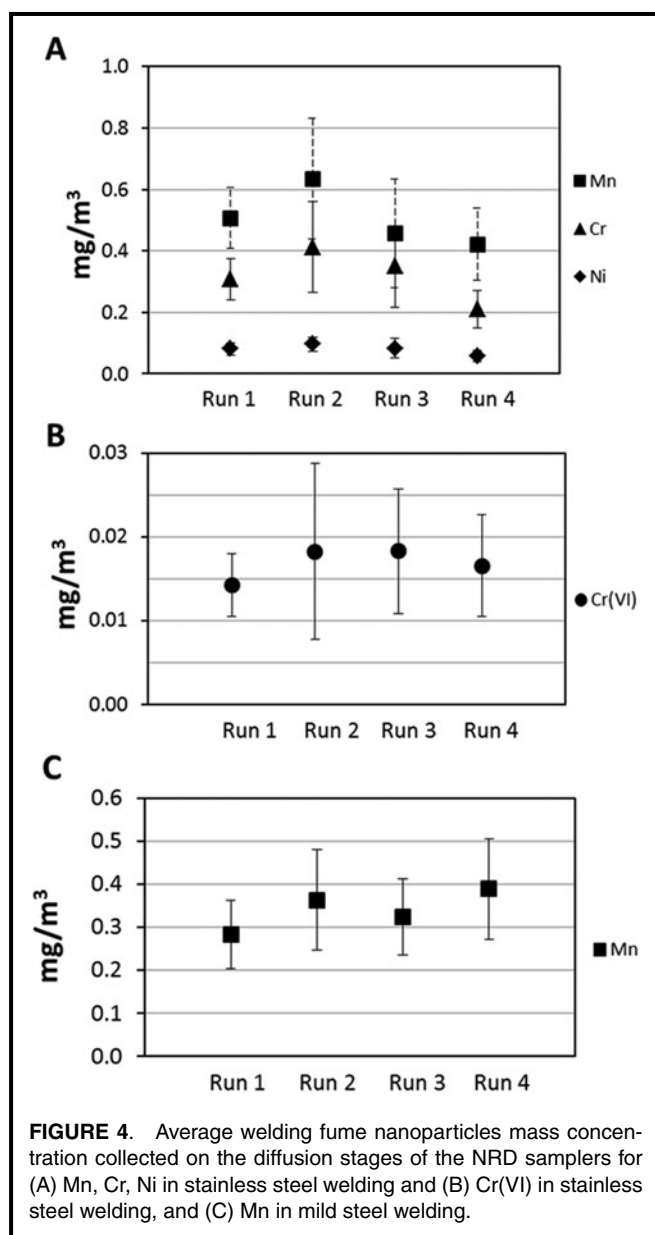 A
1.0
0.8
0.6
0.4
0.2
0.0
mg/m³
Run 1 Run 2 Run 3 Run 4
Mn
Cr
Ni
B
0.03
0.02
0.01
0.00
mg/m³
Run 1 Run 2 Run 3 Run 4
Cr(VI)
C
0.6
0.5
0.4
0.3
0.2
0.1
0.0
mg/m³
Run 1 Run 2 Run 3 Run 4
Mn
FIGURE 4. Average welding fume nanoparticles mass concen-
tration collected on the diffusion stages of the NRD samplers for
(A) Mn, Cr, Ni in stainless steel welding and (B) Cr(VI) in stainless
steel welding, and (C) Mn in mild steel welding.